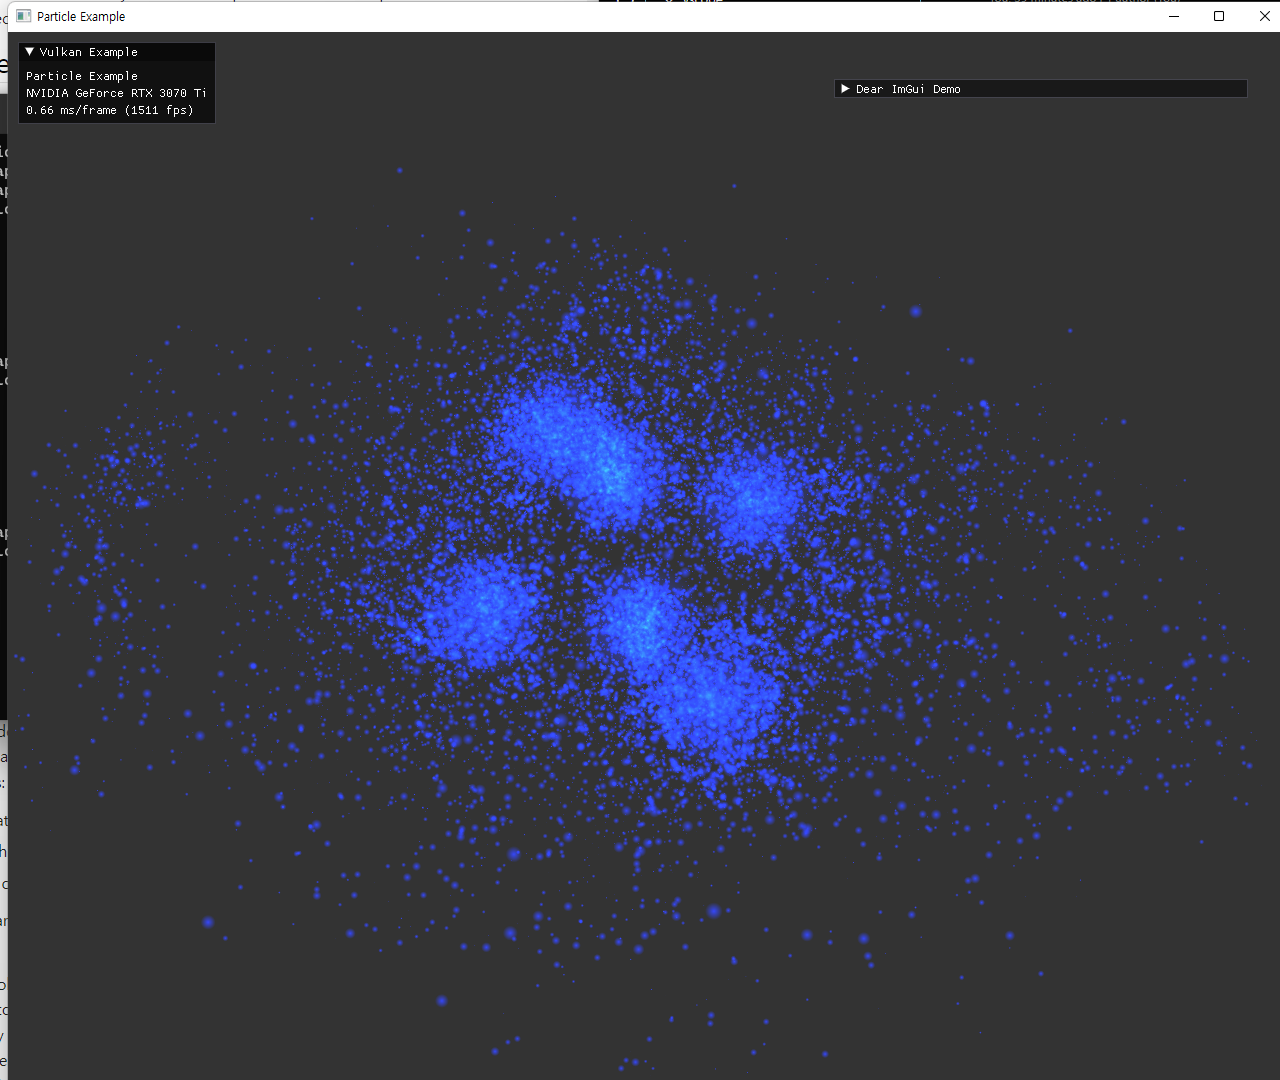 Particle Example
Vulkan Example
Particle Example
NVIDIA GeForce RTX 3070 Ti
0.66 ms/frame (1511 fps)
Dear ImGui Demo